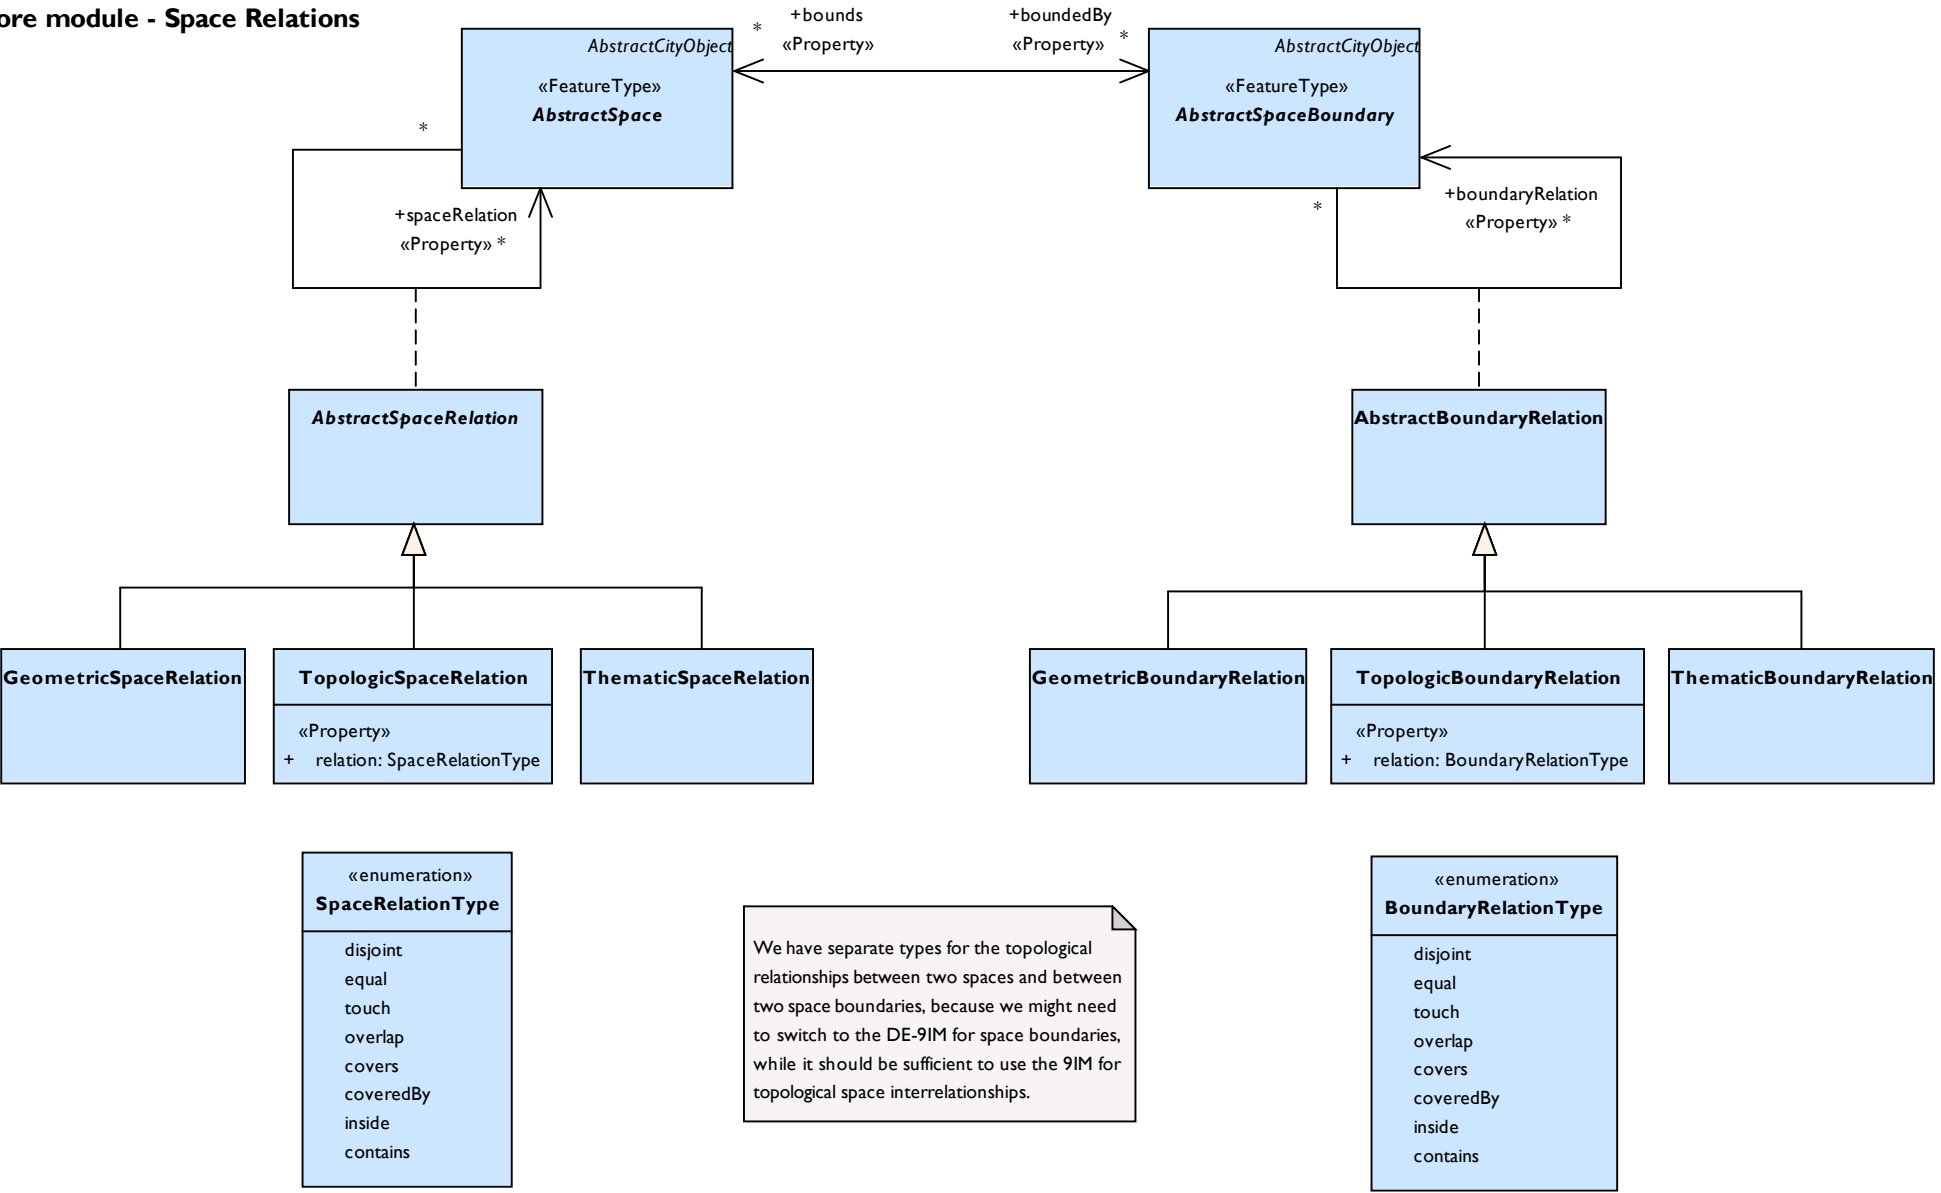 ore module - Space Relations
+bounds
* «Property»
+boundedBy
«Property» *
AbstractCityObject
«FeatureType»
AbstractSpace
AbstractCityObject
«FeatureType»
AbstractSpaceBoundary
*
+spaceRelation
«Property» *
*
+boundaryRelation
«Property» *
AbstractSpaceRelation
AbstractBoundaryRelation
GeometricSpaceRelation
TopologicSpaceRelation
«Property»
+ relation: SpaceRelationType
ThematicSpaceRelation
GeometricBoundaryRelation
TopologicBoundaryRelation
«Property»
+ relation: BoundaryRelationType
ThematicBoundaryRelation
«enumeration»
SpaceRelationType
disjoint
equal
touch
overlap
covers
coveredBy
inside
contains
We have separate types for the topological
relationships between two spaces and between
two space boundaries, because we might need
to switch to the DE-9IM for space boundaries,
while it should be sufficient to use the 9IM for
topological space interrelationships.
«enumeration»
BoundaryRelationType
disjoint
equal
touch
overlap
covers
coveredBy
inside
contains